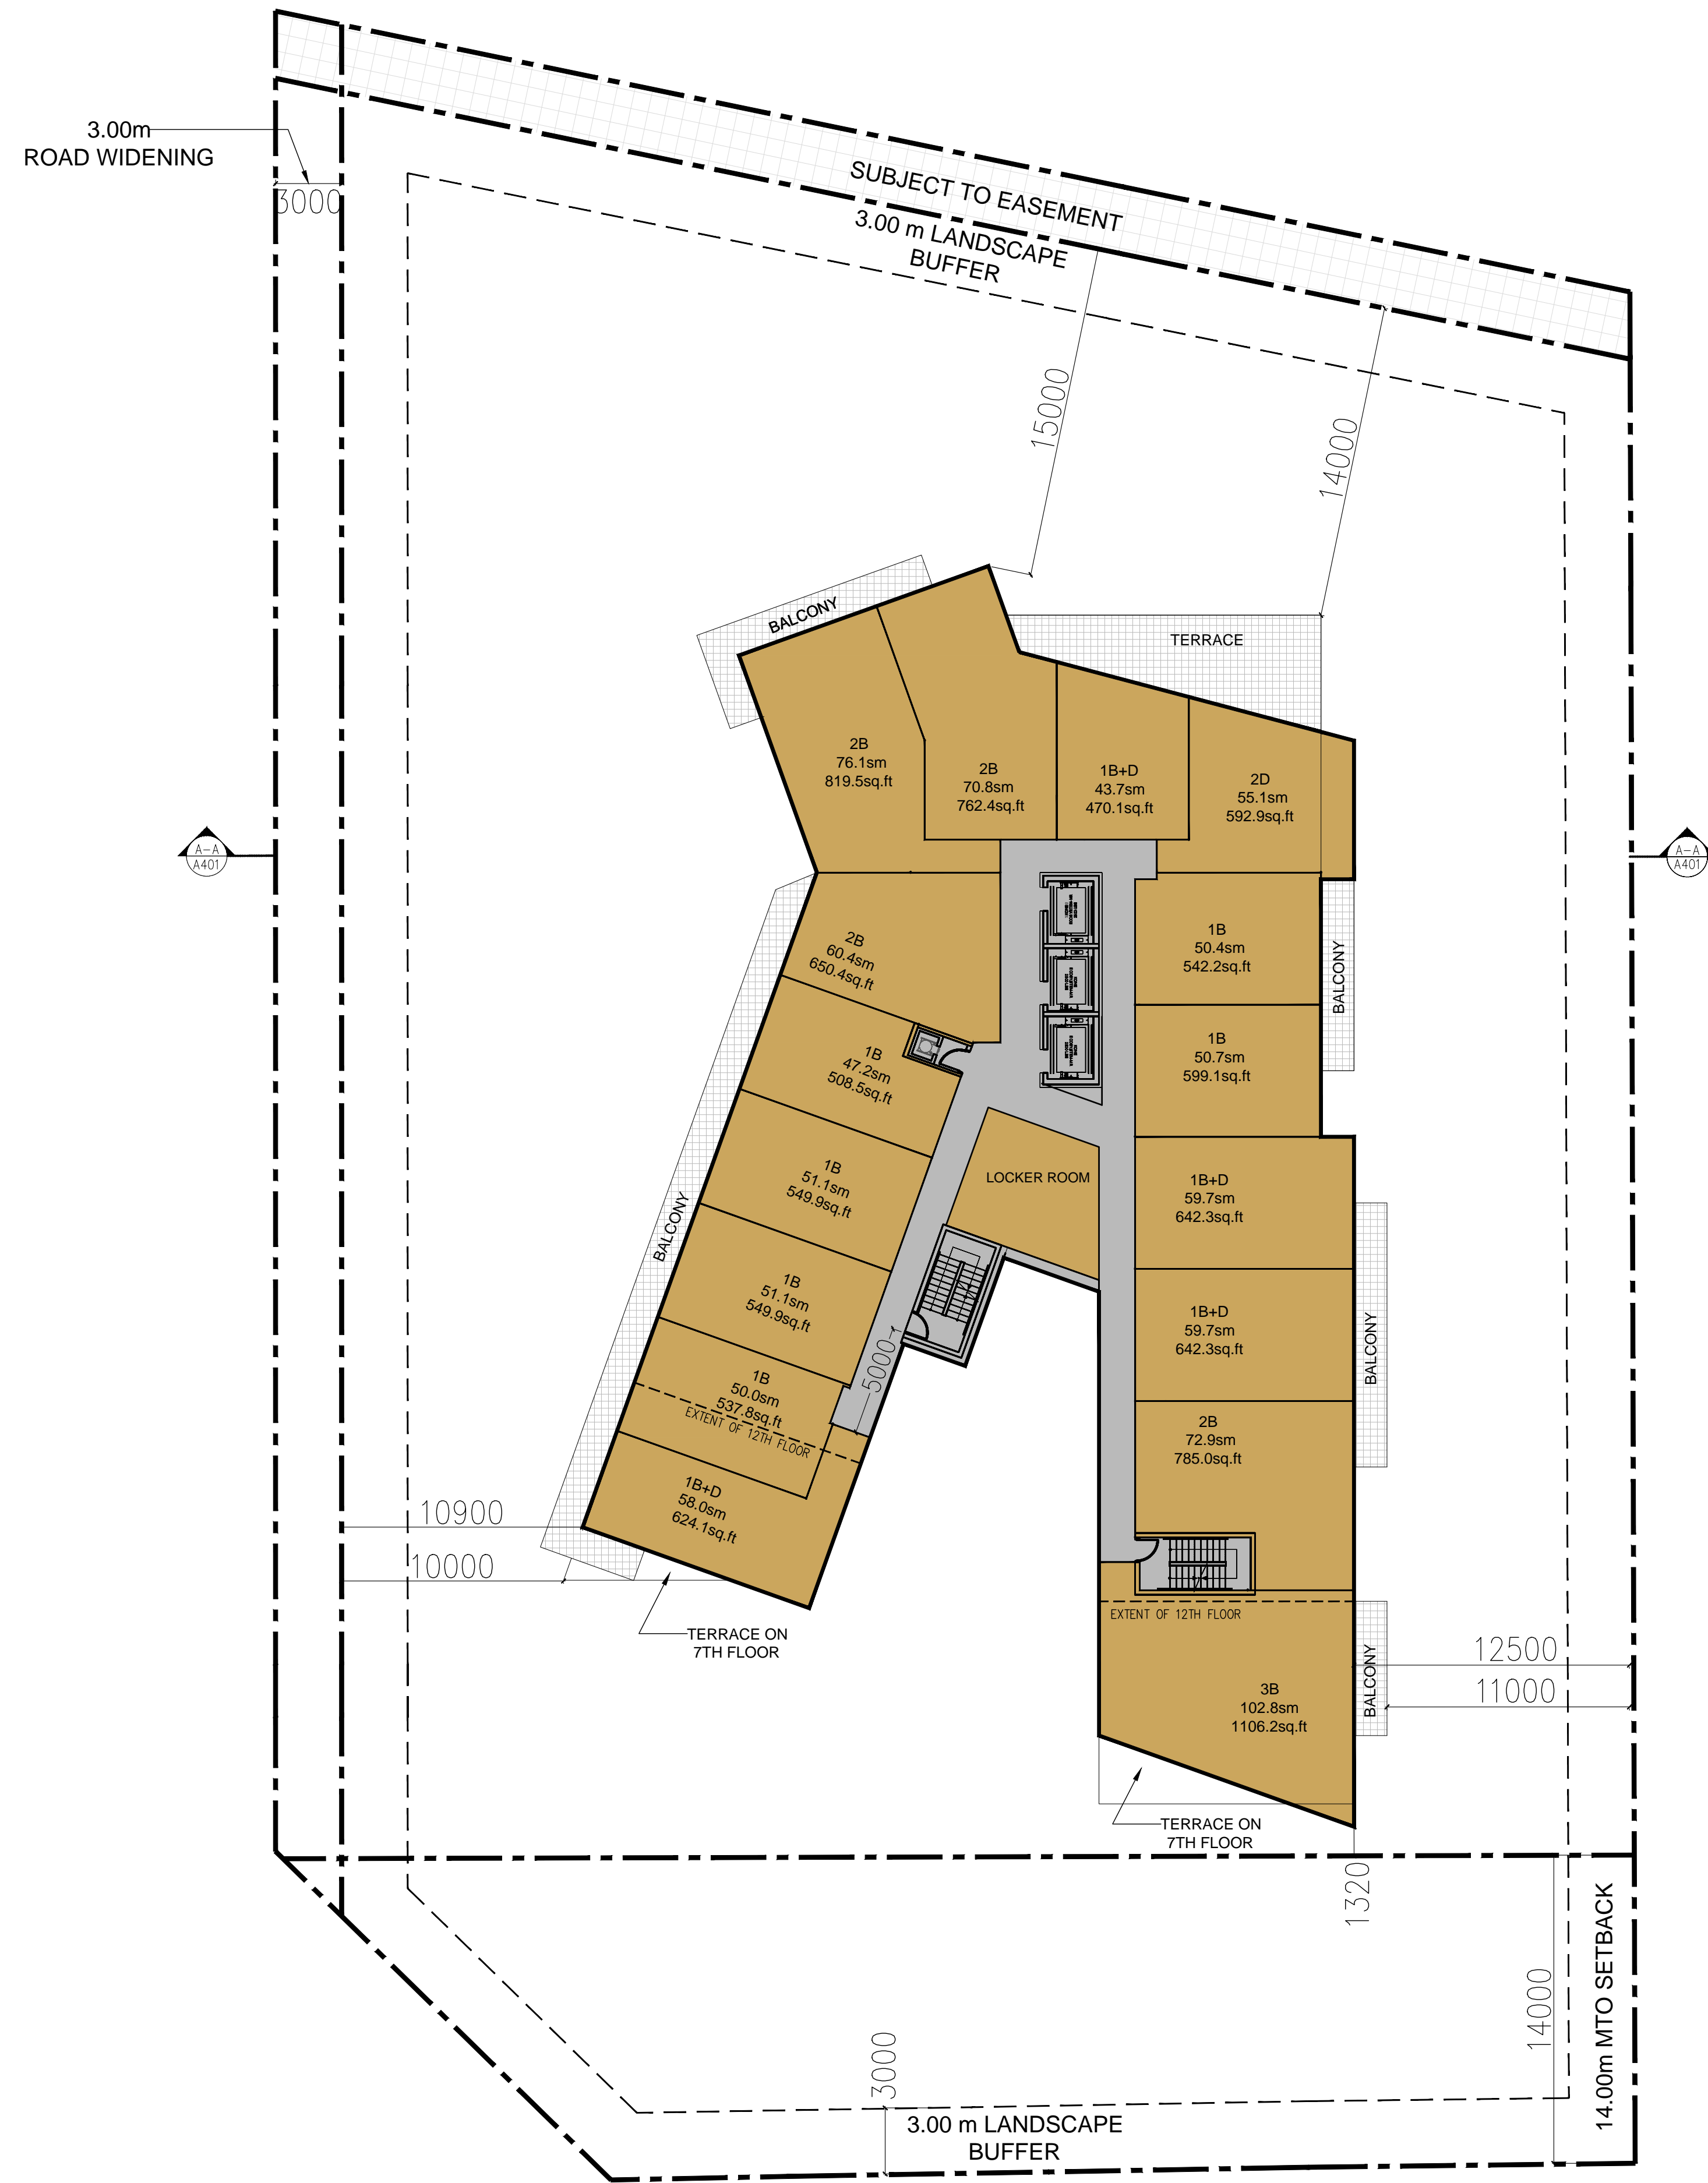 3.00m
ROAD WIDENING
3000
SUBJECT TO EASEMENT
3.00 m LANDSCAPE
BUFFER
15000
14000
BALCONY
TERRACE
2B
76.1sm
819.5sq.ft
2B
70.8sm
762.4sq.ft
1B+D
43.7sm
470.1sq.ft
2D
55.1sm
592.9sq.ft
A-A
A401
A-A
A401
2B
60.4sm
650.4sq.ft
1B
50.4sm
542.2sq.ft
BALCONY
1B
47.2sm
508.5sq.ft
1B
50.7sm
599.1sq.ft
1B
51.1sm
549.9sq.ft
LOCKER ROOM
1B+D
59.7sm
642.3sq.ft
BALCONY
1B
51.1sm
549.9sq.ft
1B+D
59.7sm
642.3sq.ft
BALCONY
5000
1B
50.0sm
537.8sq.ft
EXTENT OF 12TH FLOOR
2B
72.9sm
785.0sq.ft
1B+D
58.0sm
624.1sq.ft
10900
10000
TERRACE ON
7TH FLOOR
EXTENT OF 12TH FLOOR
3B
102.8sm
1106.2sq.ft
BALCONY
12500
11000
TERRACE ON
7TH FLOOR
1320
14000
14.00m MTO SETBACK
3000
3.00 m LANDSCAPE
BUFFER